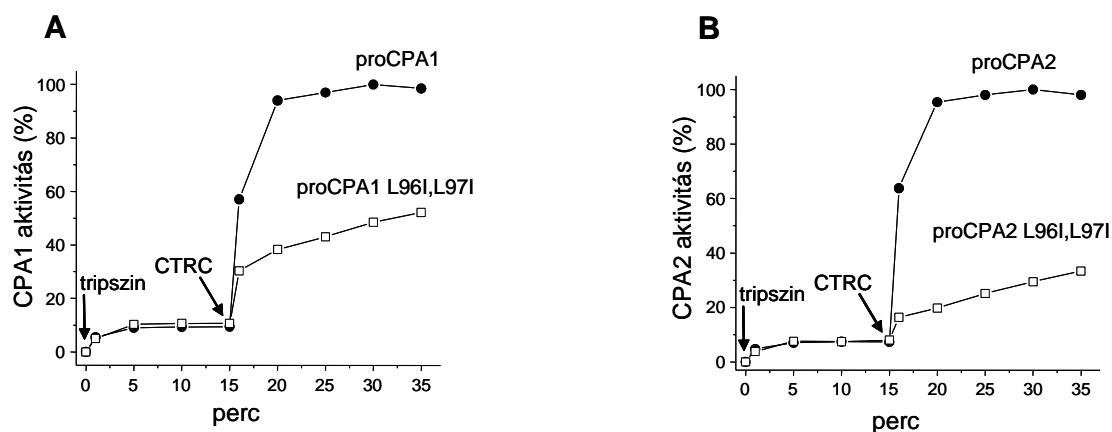 A
proCPA1
CPA1 aktivitás (%)
100
80
60
40
20
0
proCPA1 L96I,L97I
CTRC
tripszin
0 5 10 15 20 25 30 35
perc
B
proCPA2
CPA2 aktivitás (%)
100
80
60
40
20
0
proCPA2 L96I,L97I
CTRC
tripszin
0 5 10 15 20 25 30 35
perc